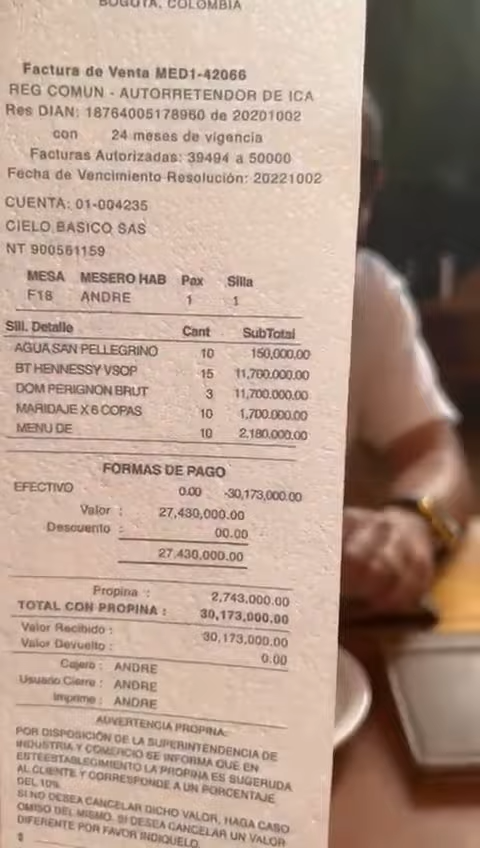 BOGOTA, COLOMBIA
Factura de Venta MED1-42066
REG COMUN - AUTORRETENDOR DE ICA
Res DIAN: 18764005178960 de 20201002
con 24 meses de vigencia
Facturas Autorizadas: 39494 a 50000
Fecha de Vencimiento Resolución: 20221002
CUENTA: 01-004235
CIELO BASICO SAS
NT 900561159
MESA MESERO HAB Pax Silla
F18 ANDRE 1 1
Sill. Detalle Cant SubTotal
AGUA SAN PELLEGRINO 10 150,000.00
BT HENNESSY VSOP 15 11,700.000.00
DOM PERIGNON BRUT 3 11,700.000.00
MARIDAJE X 6 COPAS 10 1,700.000.00
MENU DE 10 2,180.000.00
FORMAS DE PAGO
EFECTIVO 0.00 -30,173,000.00
Valor : 27,430,000.00
Descuento : 00.00
27,430,000.00
Propina : 2,743,000.00
TOTAL CON PROPINA : 30,173,000.00
Valor Recibido : 30,173,000.00
Valor Devuelto : 0.00
Cajero : ANDRE
Usuario Cierre : ANDRE
Imprime : ANDRE
ADVERTENCIA PROPINA:
POR DISPOSICIÓN DE LA SUPERINTENDENCIA DE
INDUSTRIA Y COMERCIO SE INFORMA QUE EN
ESTEESTABLECIMIENTO LA PROPINA ES SUGERUDA
AL CLIENTE Y CORRESPONDE A UN PORCENTAJE
DEL 10%
SI NO DESEA CANCELAR DICHO VALOR, HAGA CASO
OMISO DEL MISMO. SI DESEA CANCELAR UN VALOR
DIFERENTE POR FAVOR INDIQUELO.
$